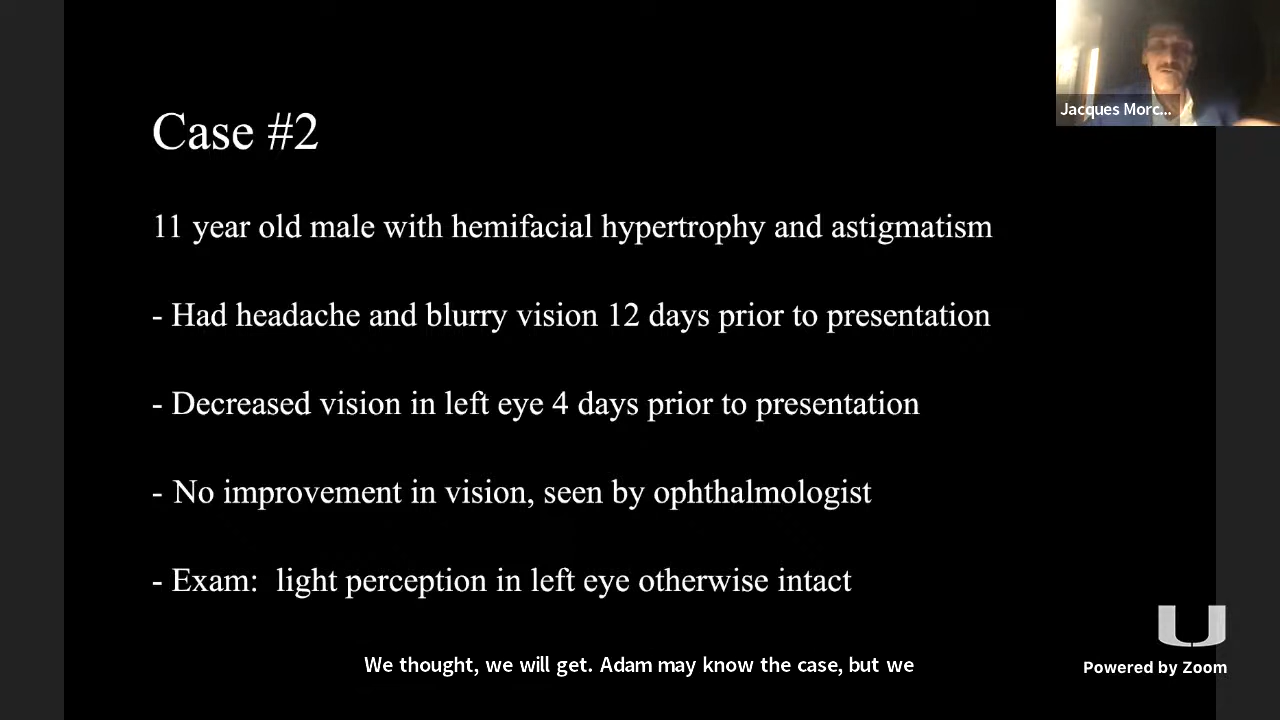 Jacques Morc...
Case #2
11 year old male with hemifacial hypertrophy and astigmatism
- Had headache and blurry vision 12 days prior to presentation
- Decreased vision in left eye 4 days prior to presentation
- No improvement in vision, seen by ophthalmologist
- Exam:  light perception in left eye otherwise intact
U
We thought, we will get. Adam may know the case, but we
Powered by Zoom